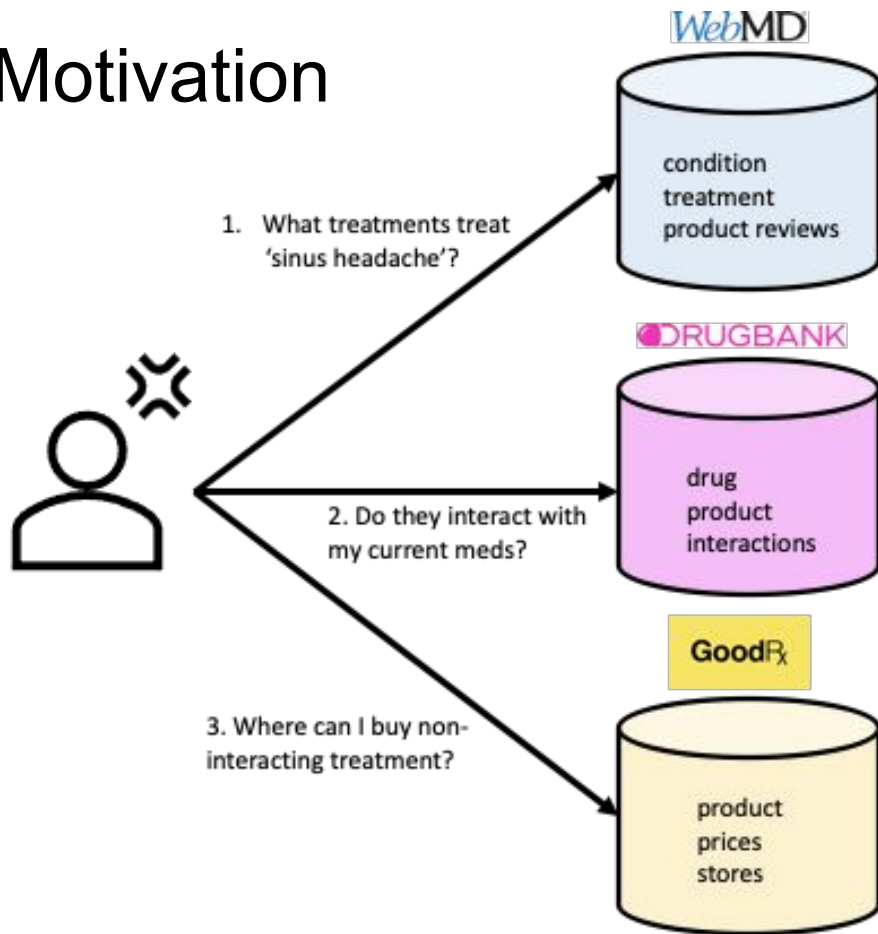 Motivation
WebMD
condition
treatment
product reviews
1. What treatments treat
'sinus headache'?
DRUGBANK
drug
product
interactions
2. Do they interact with
my current meds?
GoodRx
3. Where can I buy non-
interacting treatment?
product
prices
stores